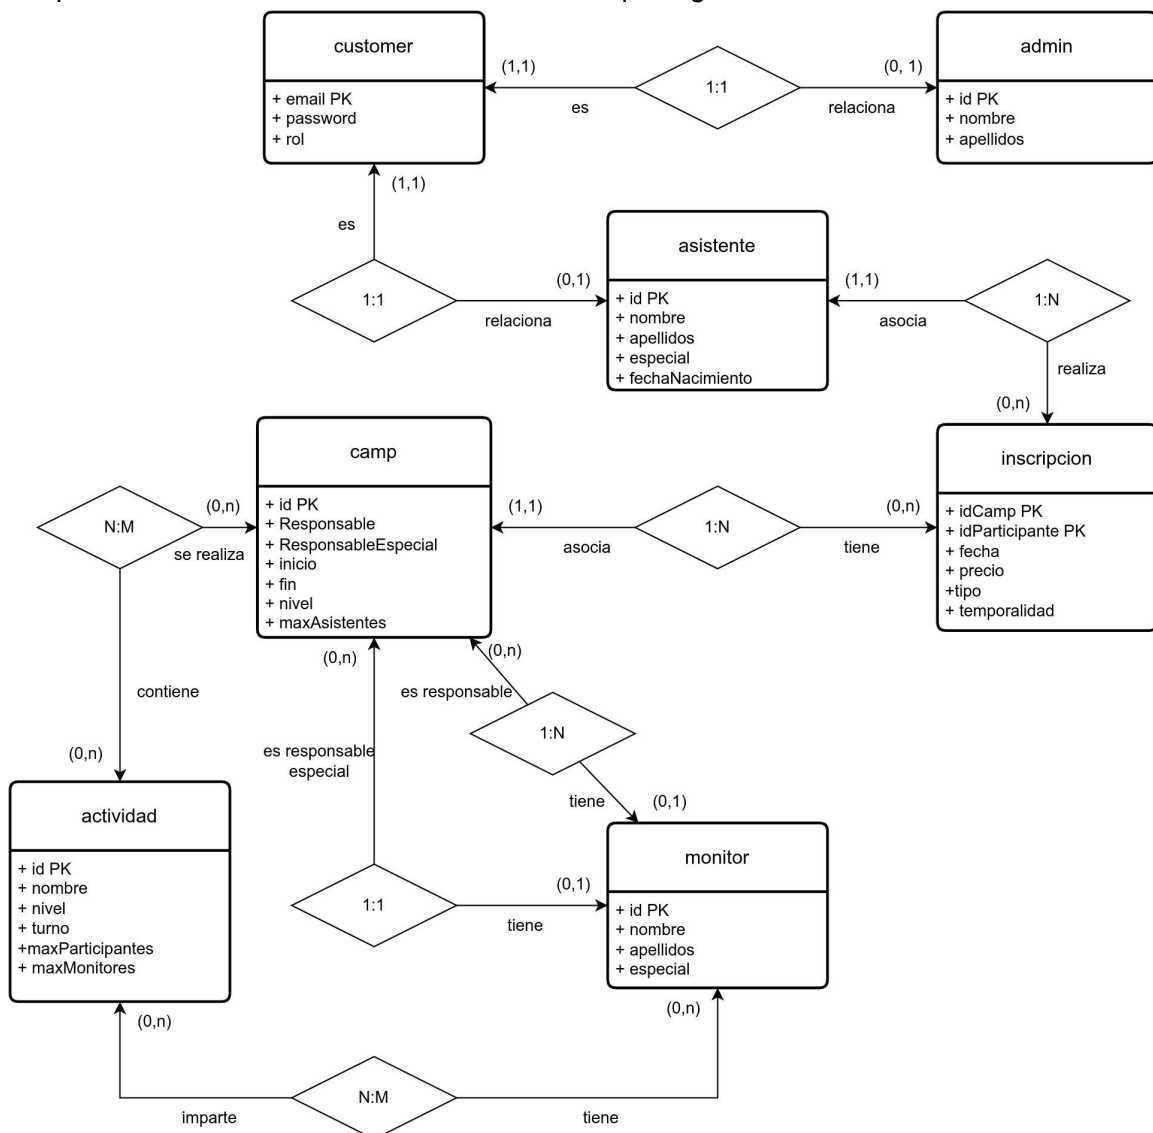 customer
+ email PK
+ password
+ rol
(1,1)
es
1:1
(0, 1)
relaciona
admin
+ id PK
+ nombre
+ apellidos
(1,1)
es
1:1
(0,1)
relaciona
asistente
+ id PK
+ nombre
+ apellidos
+ especial
+ fechaNacimiento
(1,1)
asocia
1:N
realiza
(0,n)
camp
+ id PK
+ Responsable
+ ResponsableEspecial
+ inicio
+ fin
+ nivel
+ maxAsistentes
inscripcion
+ idCamp PK
+ idParticipante PK
+ fecha
+ precio
+tipo
+ temporalidad
N:M
(0,n)
se realiza
(1,1)
asocia
1:N
(0,n)
tiene
contiene
(0,n)
(0,n)
es responsable
especial
1:1
(0,1)
tiene
(0,n)
es responsable
1:N
tiene
(0,1)
actividad
+ id PK
+ nombre
+ nivel
+ turno
+maxParticipantes
+ maxMonitores
monitor
+ id PK
+ nombre
+ apellidos
+ especial
(0,n)
imparte
N:M
tiene
(0,n)